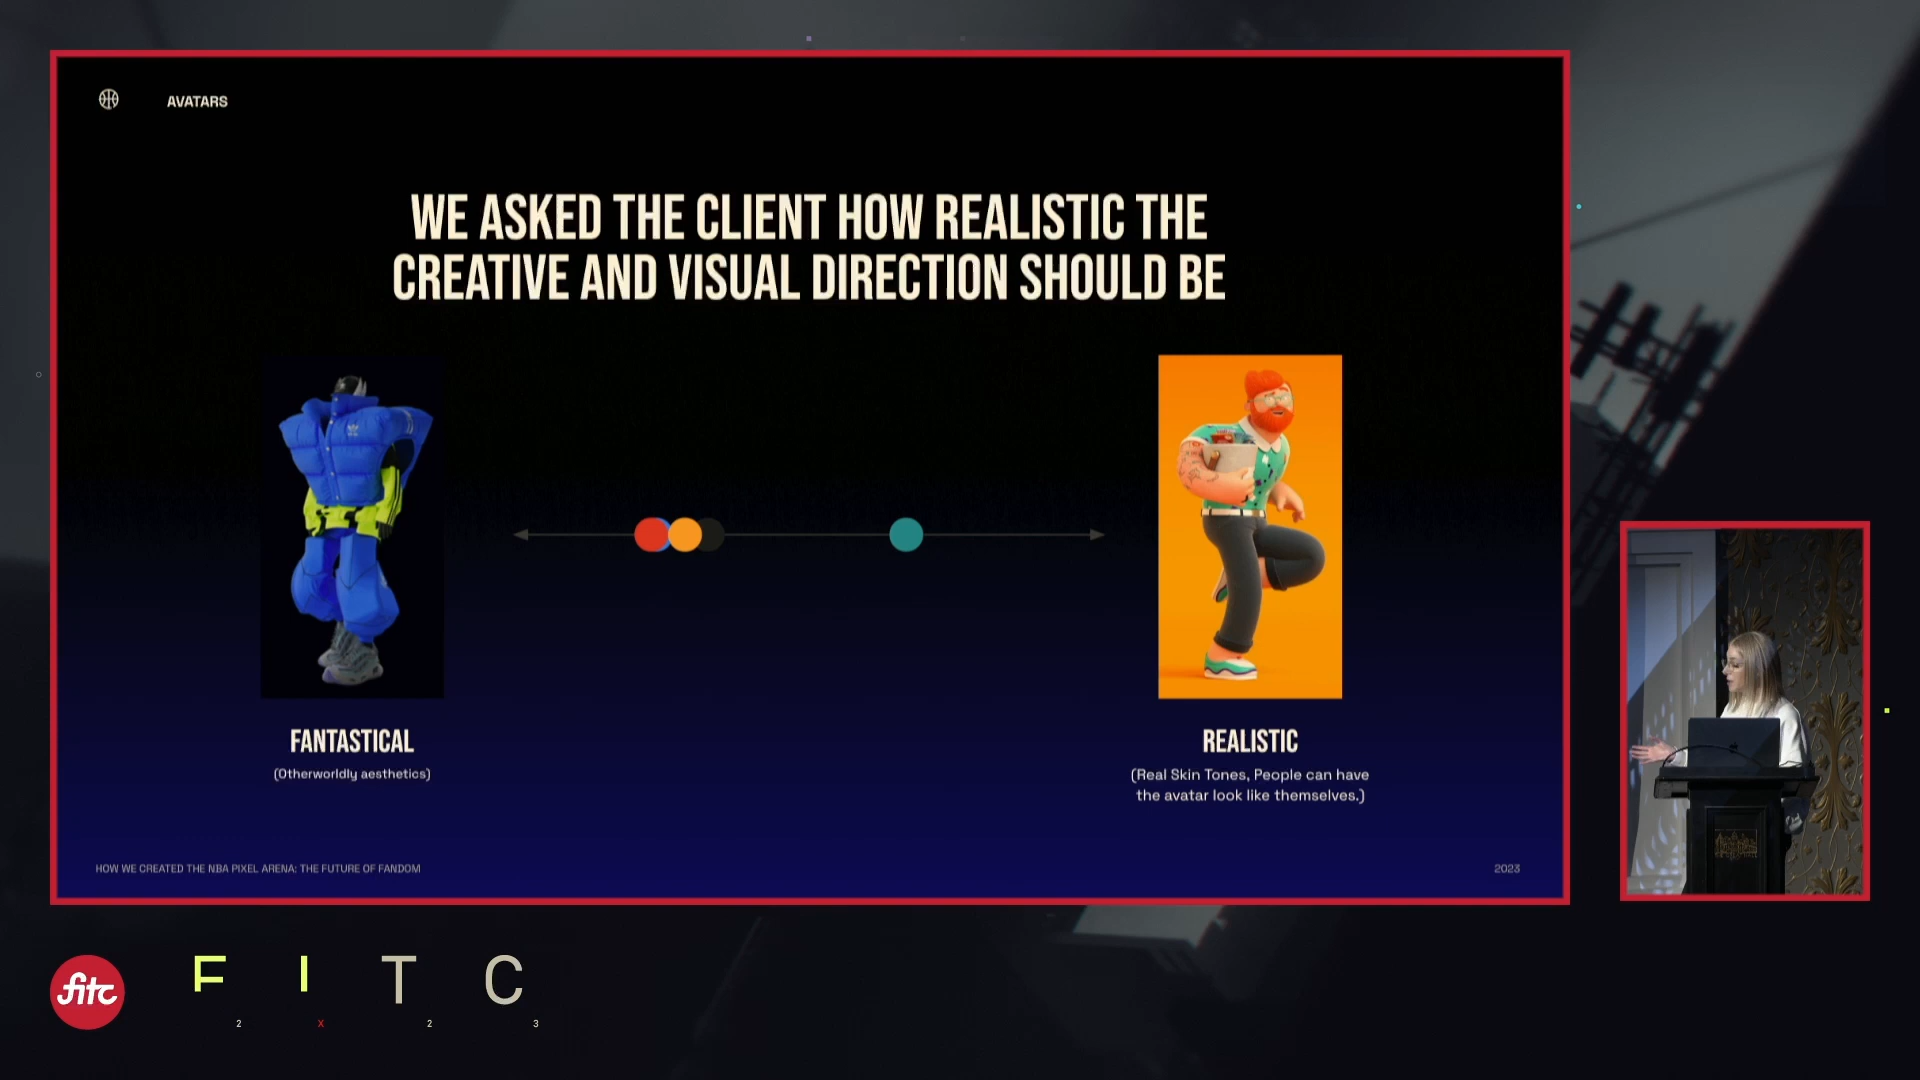 AVATARS
WE ASKED THE CLIENT HOW REALISTIC THE
CREATIVE AND VISUAL DIRECTION SHOULD BE
FANTASTICAL
(Otherworldly aesthetics)
REALISTIC
(Real Skin Tones, People can have
the avatar look like themselves.)
HOW WE CREATED THE NBA PIXEL ARENA: THE FUTURE OF FANDOM
2023
fitc
F I T C
2 X 2 3